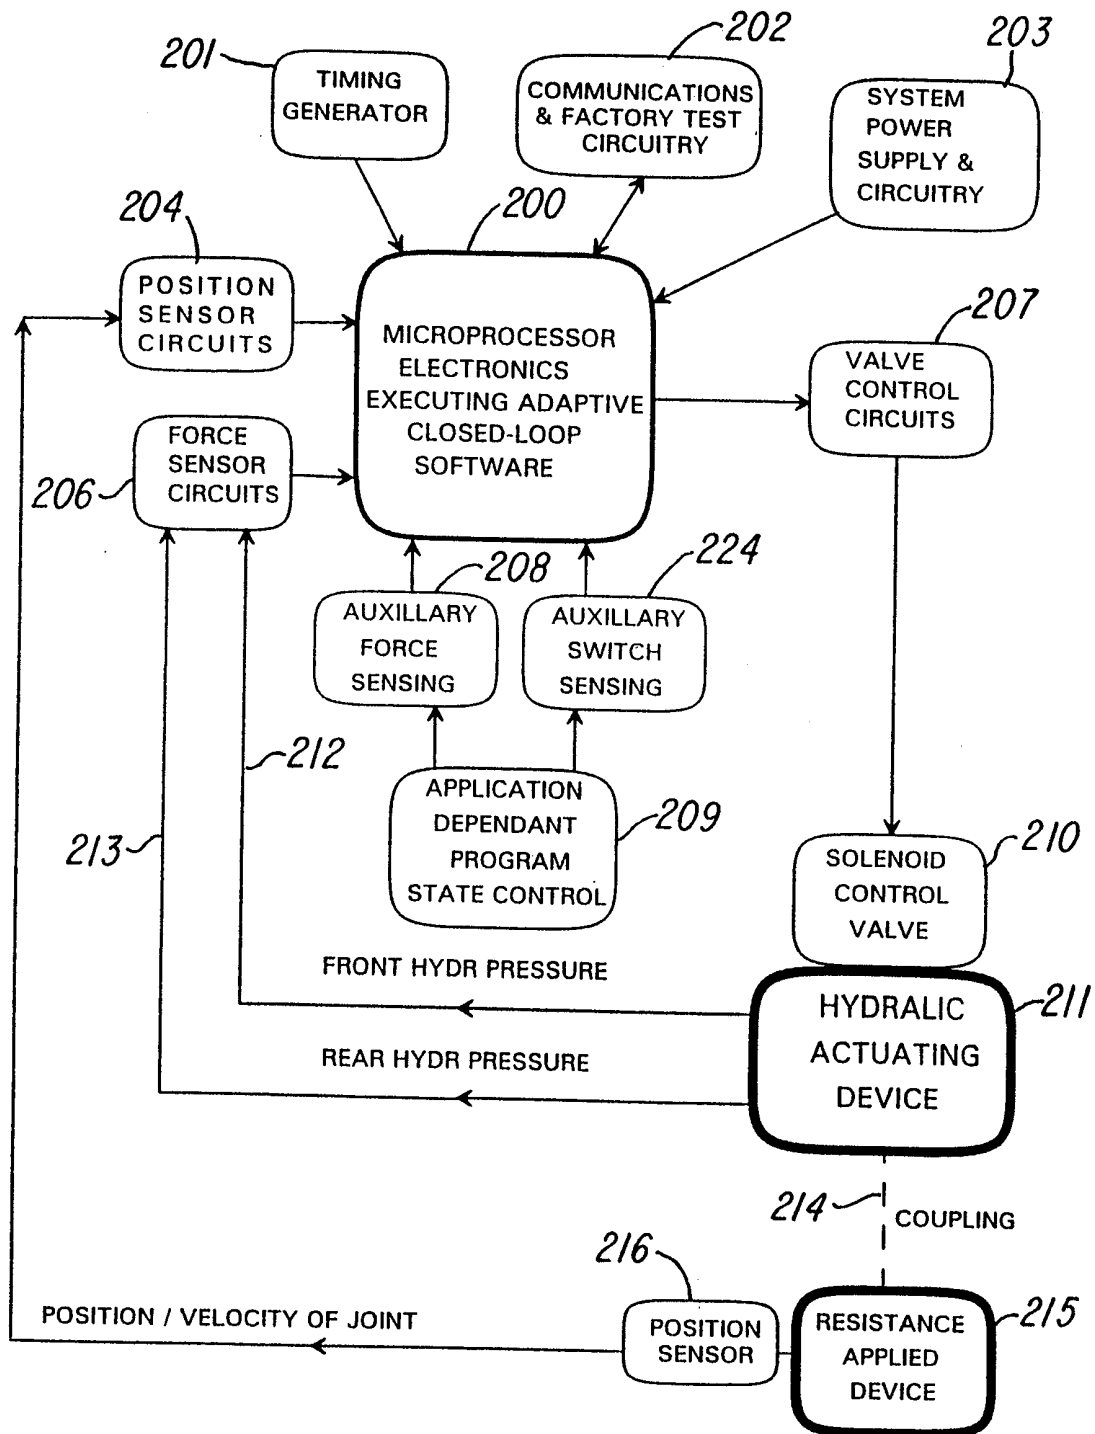 201
TIMING
GENERATOR
202
COMMUNICATIONS
& FACTORY TEST
CIRCUITRY
203
SYSTEM
POWER
SUPPLY &
CIRCUITRY
204
POSITION
SENSOR
CIRCUITS
200
MICROPROCESSOR
ELECTRONICS
EXECUTING ADAPTIVE
CLOSED-LOOP
SOFTWARE
207
VALVE
CONTROL
CIRCUITS
206
FORCE
SENSOR
CIRCUITS
208
AUXILLARY
FORCE
SENSING
224
AUXILLARY
SWITCH
SENSING
212
213
APPLICATION
DEPENDANT
PROGRAM
STATE CONTROL
209
210
SOLENOID
CONTROL
VALVE
FRONT HYDR PRESSURE
REAR HYDR PRESSURE
HYDRALIC
ACTUATING
DEVICE
211
214
COUPLING
216
POSITION / VELOCITY OF JOINT
POSITION
SENSOR
RESISTANCE
APPLIED
DEVICE
215